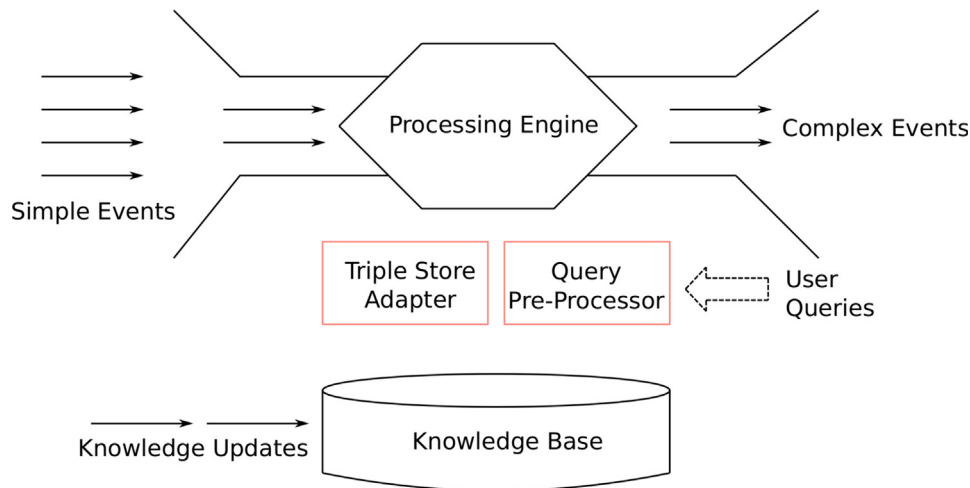 Processing Engine
Complex Events
Simple Events
Triple Store
Adapter
Query
Pre-Processor
User
Queries
Knowledge Updates
Knowledge Base